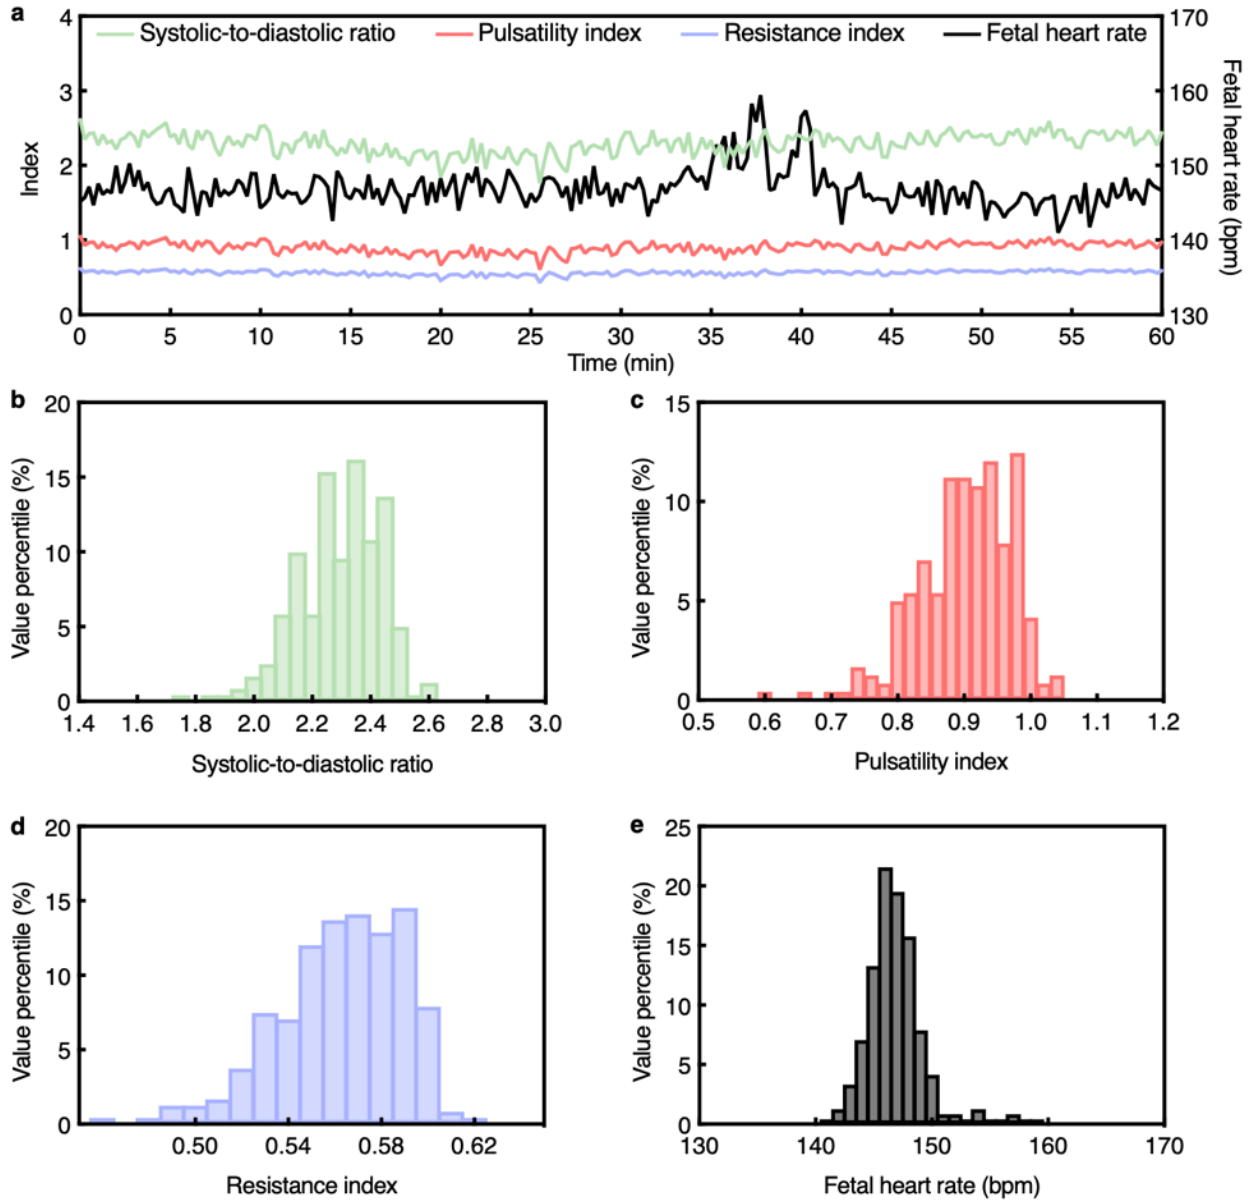 a
Systolic-to-diastolic ratio Pulsatility index Resistance index Fetal heart rate
4
3
2
1
0
Index
170
160
150
140
130
Fetal heart rate (bpm)
0 5 10 15 20 25 30 35 40 45 50 55 60
Time (min)
b
20
15
10
5
0
Value percentile (%)
1.4 1.6 1.8 2.0 2.2 2.4 2.6 2.8 3.0
Systolic-to-diastolic ratio
c
15
10
5
0
Value percentile (%)
0.5 0.6 0.7 0.8 0.9 1.0 1.1 1.2
Pulsatility index
d
20
15
10
5
0
Value percentile (%)
0.50 0.54 0.58 0.62
Resistance index
e
25
20
15
10
5
0
Value percentile (%)
130 140 150 160 170
Fetal heart rate (bpm)